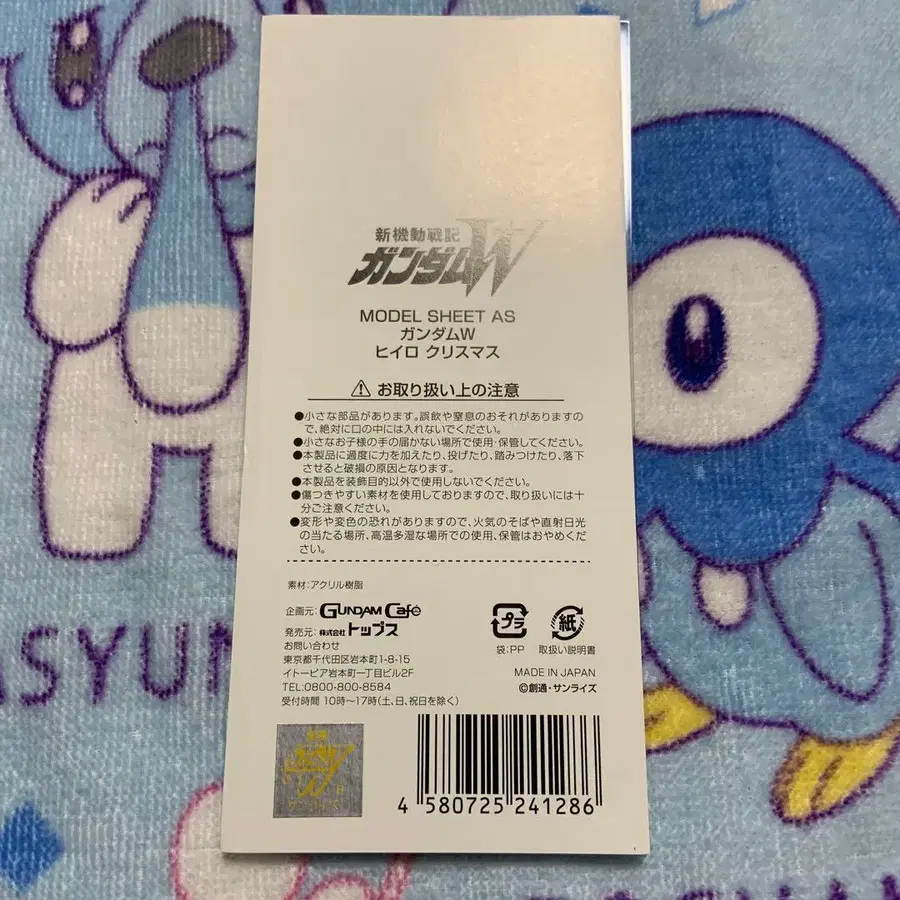 新機動戦記
ガンダムW
MODEL SHEET AS
ガンダムW
ヒイロ クリスマス
お取り扱い上の注意
●小さな部品があります。誤飲や窒息のおそれがありますの
で、絶対に口の中には入れないでください。
●小さなお子様の手の届かない場所で使用・保管してください。
●本製品に過度に力を加えたり、投げたり、踏みつけたり、落下
させると破損の原因となります。
●本製品を装飾目的以外で使用しないでください。
●傷つきやすい素材を使用しておりますので、取り扱いには十
分ご注意ください。
●変形や変色の恐れがありますので、火気のそばや直射日光
の当たる場所、高温多湿な場所での使用、保管はおやめくだ
さい。
素材:アクリル樹脂
企画元: GUNDAM Café
発売元: 株式会社トップス
お問い合わせ
東京都千代田区岩本町1-8-15
イトーピア岩本町一丁目ビル2F
TEL:0800-800-8584
受付時間 10時〜17時(土、日、祝日を除く)
プラ
袋:PP
紙
取扱い説明書
MADE IN JAPAN
©創通・サンライズ
4 580725 241286
ASYUM